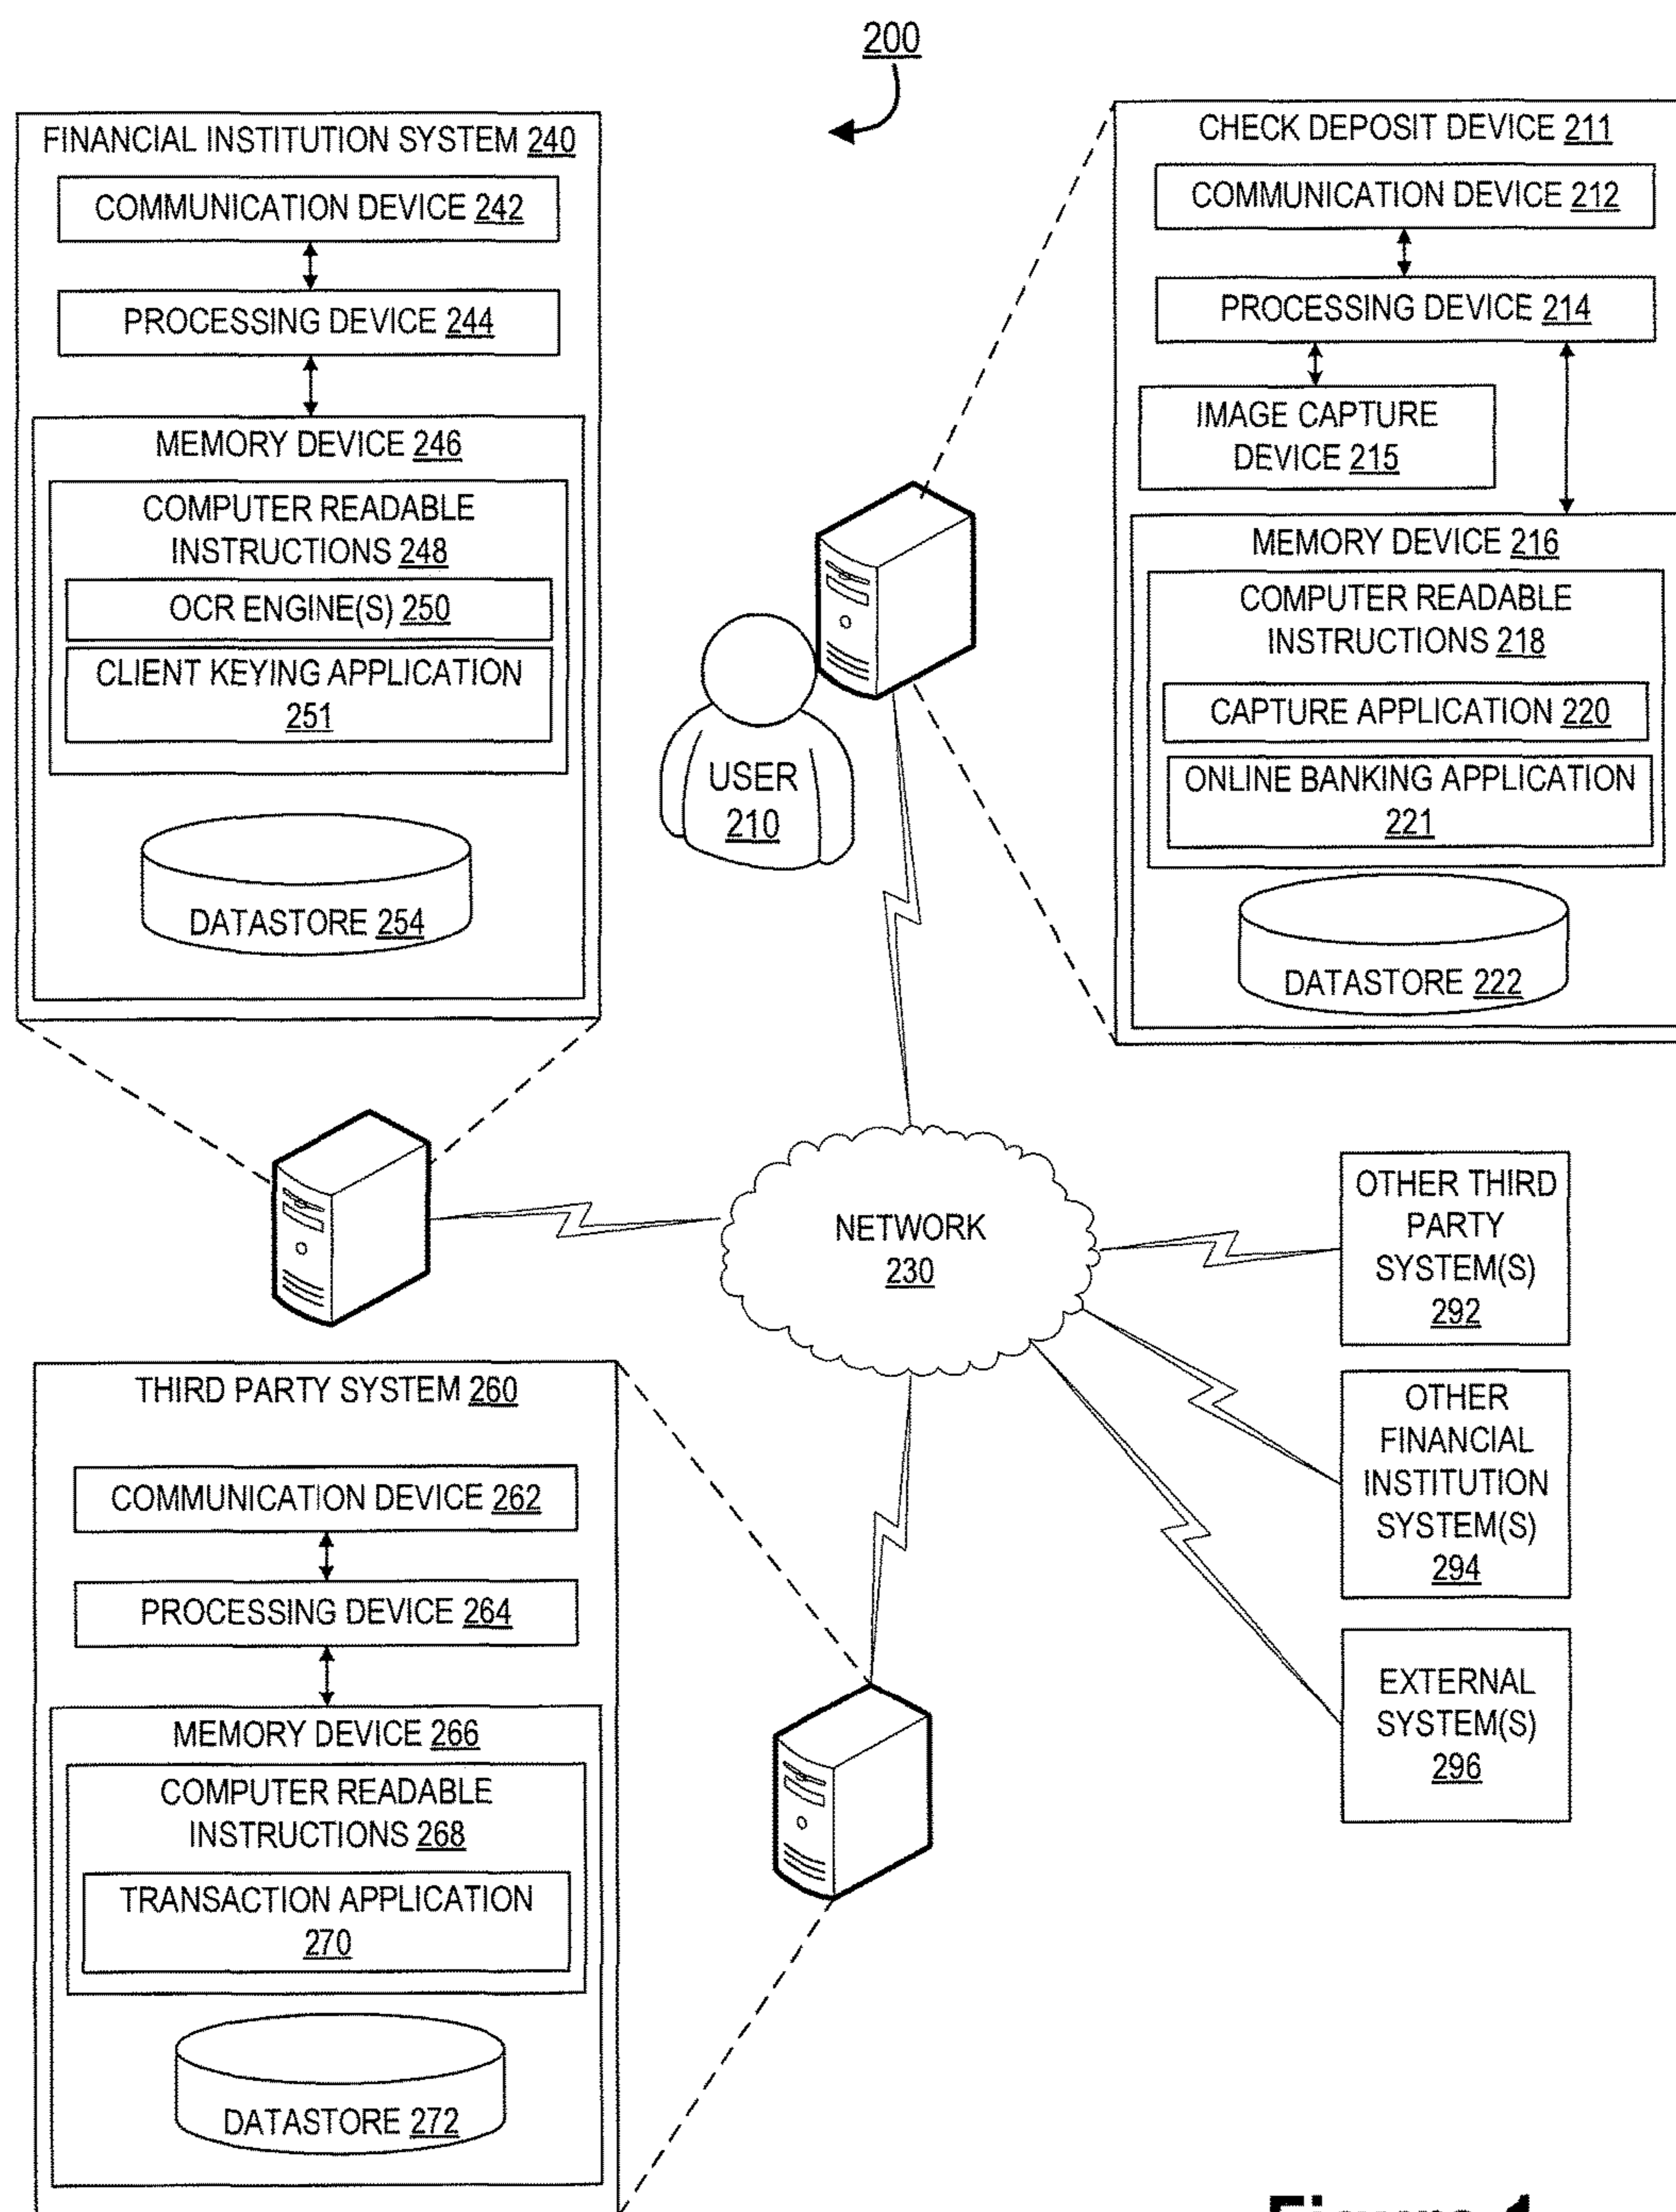 200
FINANCIAL INSTITUTION SYSTEM 240
COMMUNICATION DEVICE 242
PROCESSING DEVICE 244
MEMORY DEVICE 246
COMPUTER READABLE
INSTRUCTIONS 248
OCR ENGINE(S) 250
CLIENT KEYING APPLICATION
251
DATASTORE 254
CHECK DEPOSIT DEVICE 211
COMMUNICATION DEVICE 212
PROCESSING DEVICE 214
IMAGE CAPTURE
DEVICE 215
MEMORY DEVICE 216
COMPUTER READABLE
INSTRUCTIONS 218
CAPTURE APPLICATION 220
ONLINE BANKING APPLICATION
221
DATASTORE 222
USER
210
NETWORK
230
OTHER THIRD
PARTY
SYSTEM(S)
292
OTHER
FINANCIAL
INSTITUTION
SYSTEM(S)
294
EXTERNAL
SYSTEM(S)
296
THIRD PARTY SYSTEM 260
COMMUNICATION DEVICE 262
PROCESSING DEVICE 264
MEMORY DEVICE 266
COMPUTER READABLE
INSTRUCTIONS 268
TRANSACTION APPLICATION
270
DATASTORE 272
Figure 1